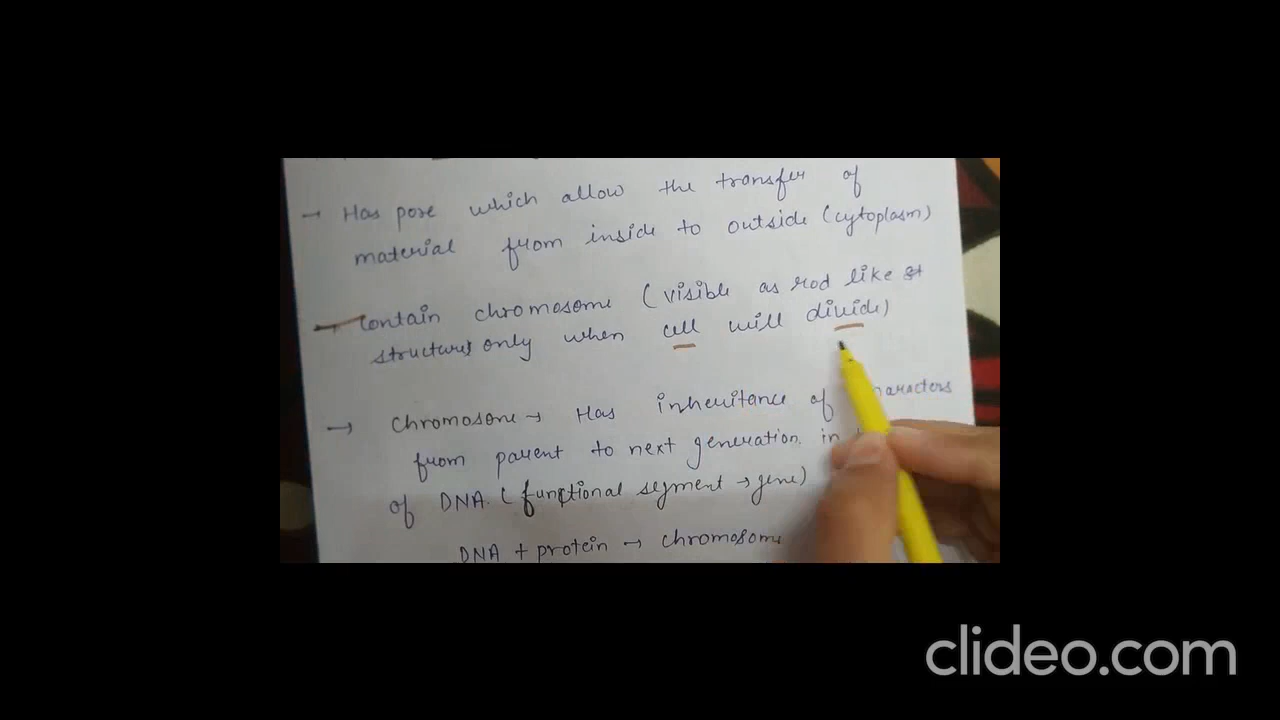 → Has pore which allow the transfer of
material from inside to outside (cytoplasm)
→ Contain chromosome (visible as rod like st
structures only when cell will divide)
→ Chromosone → Has inheritance of
from parent to next generation in
of DNA. (functional segment → gene)
DNA + protein → chromosome
clideo.com